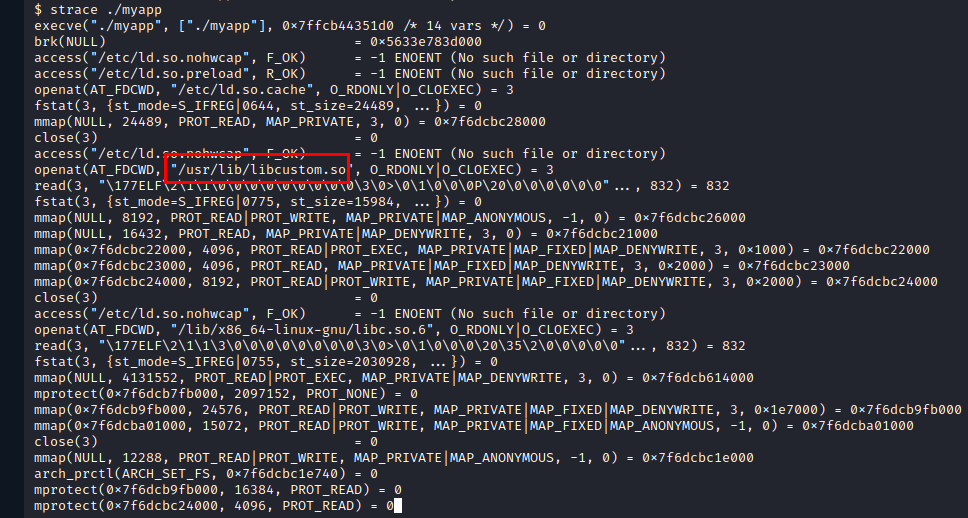 $ strace ./myapp
execve("./myapp", ["./myapp"], 0×7ffcb44351d0 /* 14 vars */) = 0
brk(NULL)                               = 0×5633e783d000
access("/etc/ld.so.nohwcap", F_OK)      = -1 ENOENT (No such file or directory)
access("/etc/ld.so.preload", R_OK)      = -1 ENOENT (No such file or directory)
openat(AT_FDCWD, "/etc/ld.so.cache", O_RDONLY|O_CLOEXEC) = 3
fstat(3, {st_mode=S_IFREG|0644, st_size=24489, ...}) = 0
mmap(NULL, 24489, PROT_READ, MAP_PRIVATE, 3, 0) = 0×7f6dcbc28000
close(3)                                = 0
access("/etc/ld.so.nohwcap", F_OK)      = -1 ENOENT (No such file or directory)
openat(AT_FDCWD, "/usr/lib/libcustom.so", O_RDONLY|O_CLOEXEC) = 3
read(3, "\177ELF\2\1\1\0\0\0\0\0\0\0\0\0\3\0>\0\1\0\0\0P\20\0\0\0\0\0\0"..., 832) = 832
fstat(3, {st_mode=S_IFREG|0775, st_size=15984, ...}) = 0
mmap(NULL, 8192, PROT_READ|PROT_WRITE, MAP_PRIVATE|MAP_ANONYMOUS, -1, 0) = 0×7f6dcbc26000
mmap(NULL, 16432, PROT_READ, MAP_PRIVATE|MAP_DENYWRITE, 3, 0) = 0×7f6dcbc21000
mmap(0×7f6dcbc22000, 4096, PROT_READ|PROT_EXEC, MAP_PRIVATE|MAP_FIXED|MAP_DENYWRITE, 3, 0×1000) = 0×7f6dcbc22000
mmap(0×7f6dcbc23000, 4096, PROT_READ, MAP_PRIVATE|MAP_FIXED|MAP_DENYWRITE, 3, 0×2000) = 0×7f6dcbc23000
mmap(0×7f6dcbc24000, 8192, PROT_READ|PROT_WRITE, MAP_PRIVATE|MAP_FIXED|MAP_DENYWRITE, 3, 0×2000) = 0×7f6dcbc24000
close(3)                                = 0
access("/etc/ld.so.nohwcap", F_OK)      = -1 ENOENT (No such file or directory)
openat(AT_FDCWD, "/lib/x86_64-linux-gnu/libc.so.6", O_RDONLY|O_CLOEXEC) = 3
read(3, "\177ELF\2\1\1\3\0\0\0\0\0\0\0\0\3\0>\0\1\0\0\0\20\35\2\0\0\0\0\0"..., 832) = 832
fstat(3, {st_mode=S_IFREG|0755, st_size=2030928, ...}) = 0
mmap(NULL, 4131552, PROT_READ|PROT_EXEC, MAP_PRIVATE|MAP_DENYWRITE, 3, 0) = 0×7f6dcb614000
mprotect(0×7f6dcb7fb000, 2097152, PROT_NONE) = 0
mmap(0×7f6dcb9fb000, 24576, PROT_READ|PROT_WRITE, MAP_PRIVATE|MAP_FIXED|MAP_DENYWRITE, 3, 0×1e7000) = 0×7f6dcb9fb000
mmap(0×7f6dcba01000, 15072, PROT_READ|PROT_WRITE, MAP_PRIVATE|MAP_FIXED|MAP_ANONYMOUS, -1, 0) = 0×7f6dcba01000
close(3)                                = 0
mmap(NULL, 12288, PROT_READ|PROT_WRITE, MAP_PRIVATE|MAP_ANONYMOUS, -1, 0) = 0×7f6dcbc1e000
arch_prctl(ARCH_SET_FS, 0×7f6dcbc1e740) = 0
mprotect(0×7f6dcb9fb000, 16384, PROT_READ) = 0
mprotect(0×7f6dcbc24000, 4096, PROT_READ) = 0